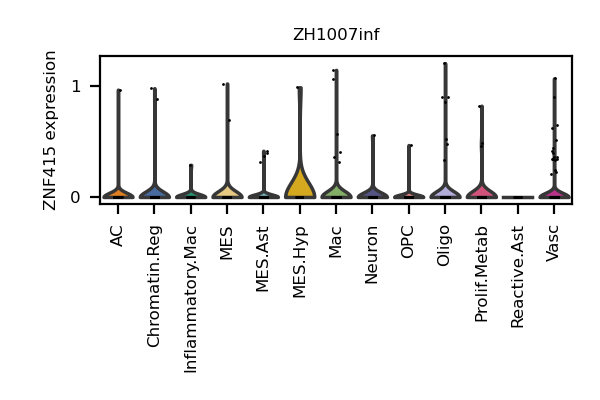 ZH1007inf
ZNF415 expression
1
0
AC
Chromatin.Reg
Inflammatory.Mac
MES
MES.Ast
MES.Hyp
Mac
Neuron
OPC
Oligo
Prolif.Metab
Reactive.Ast
Vasc